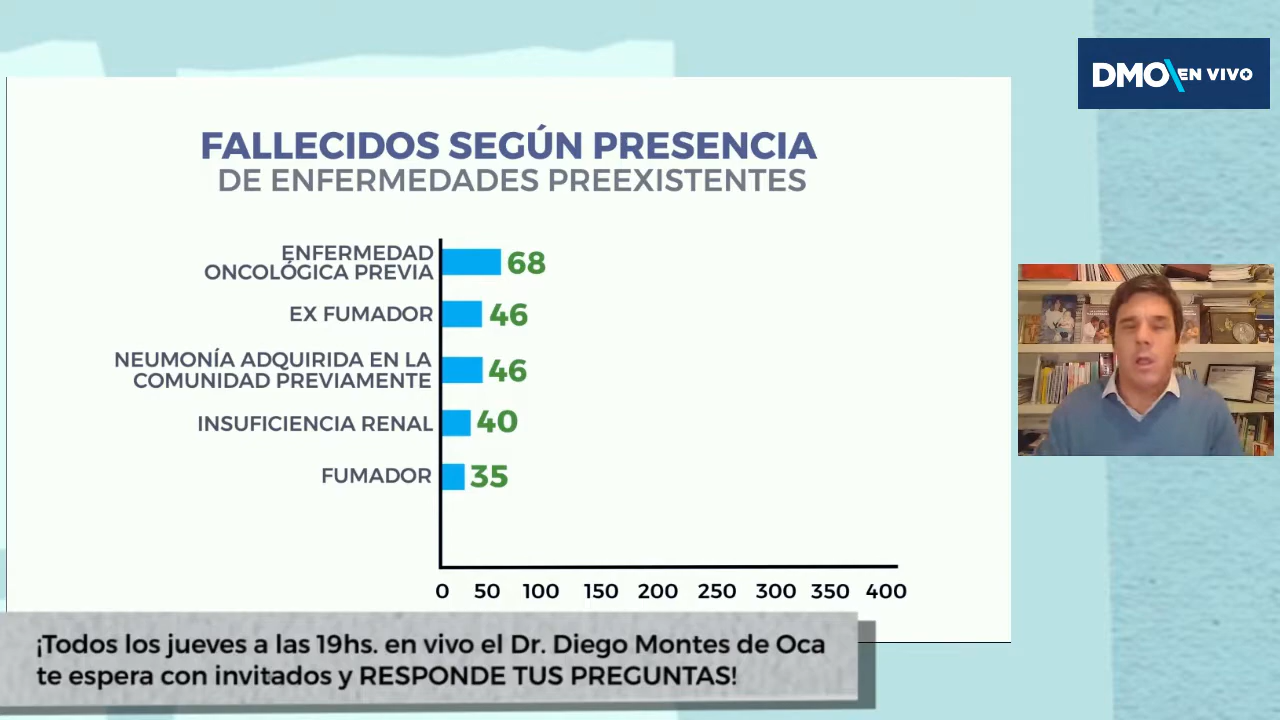 DMO\EN VIVO
FALLECIDOS SEGÚN PRESENCIA
DE ENFERMEDADES PREEXISTENTES
ENFERMEDAD
ONCOLÓGICA PREVIA
68
EX FUMADOR
46
NEUMONÍA ADQUIRIDA EN LA
COMUNIDAD PREVIAMENTE
46
INSUFICIENCIA RENAL
40
FUMADOR
35
0 50 100 150 200 250 300 350 400
¡Todos los jueves a las 19hs. en vivo el Dr. Diego Montes de Oca
te espera con invitados y RESPONDE TUS PREGUNTAS!